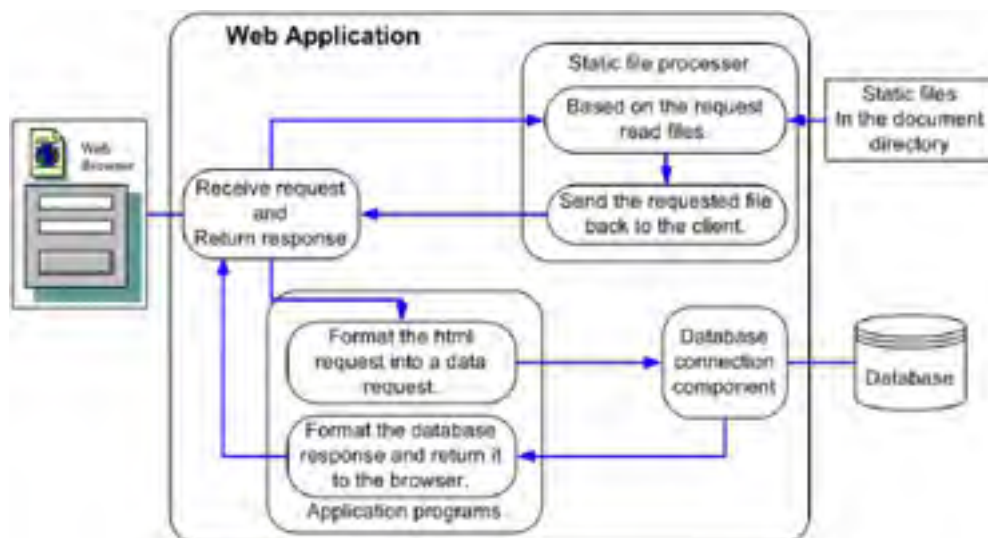 Web Application
Static file processer
Based on the request
read files.
Static files
In the document
directory
Web
Browser
Receive request
and
Return response
Send the requested file
back to the client.
Format the html
request into a data
request.
Database
connection
component
Database
Format the database
response and return it
to the browser.
Application programs